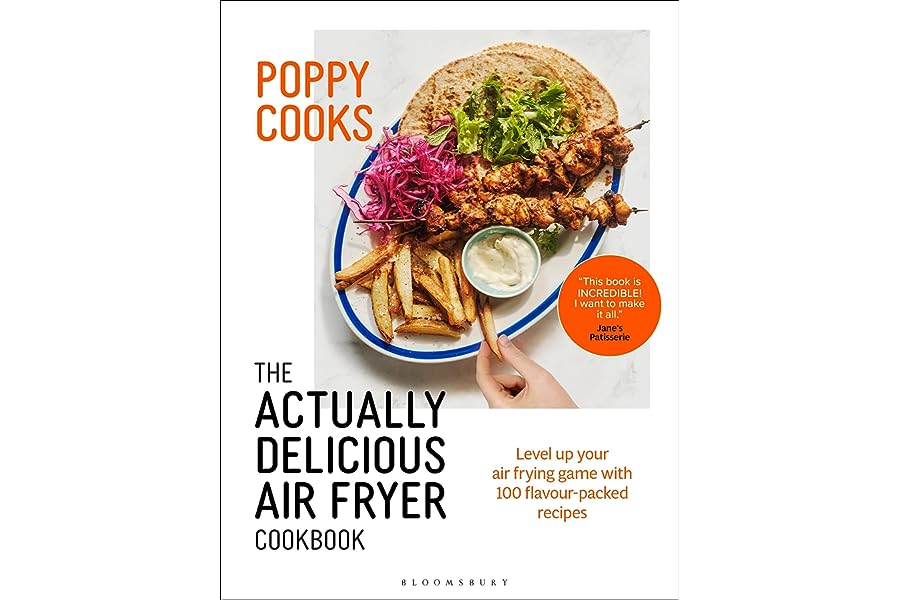 POPPY
COOKS
“This book is
INCREDIBLE!
I want to make
it all.”
Jane's
Patisserie
THE
ACTUALLY
DELICIOUS
AIR FRYER
COOKBOOK
Level up your
air frying game with
100 flavour-packed
recipes
BLOOMSBURY